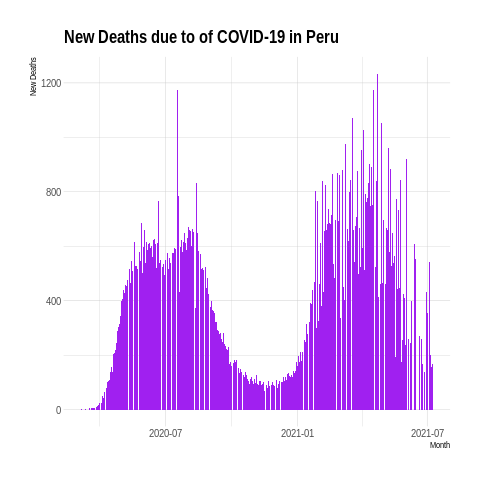 New Deaths due to of COVID-19 in Peru
New Deaths
1200
800
400
0
2020-07
2021-01
2021-07
Month